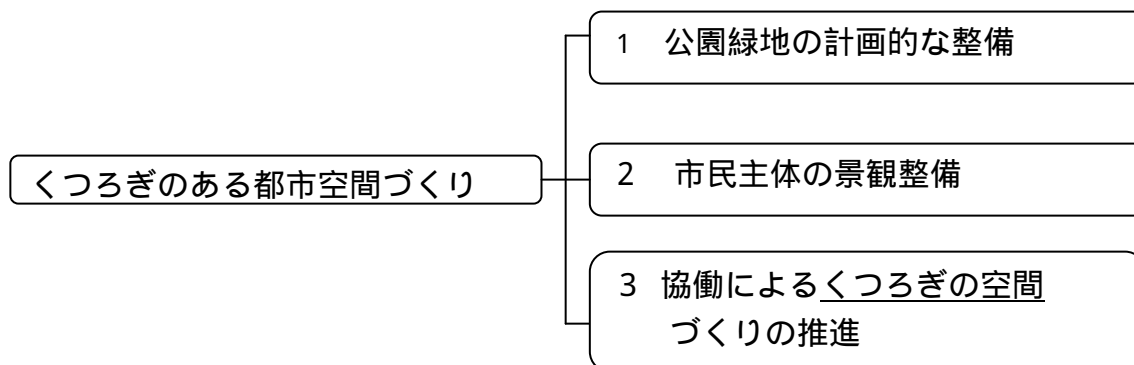 くつろぎのある都市空間づくり
1 公園緑地の計画的な整備
2 市民主体の景観整備
3 協働によるくつろぎの空間
づくりの推進